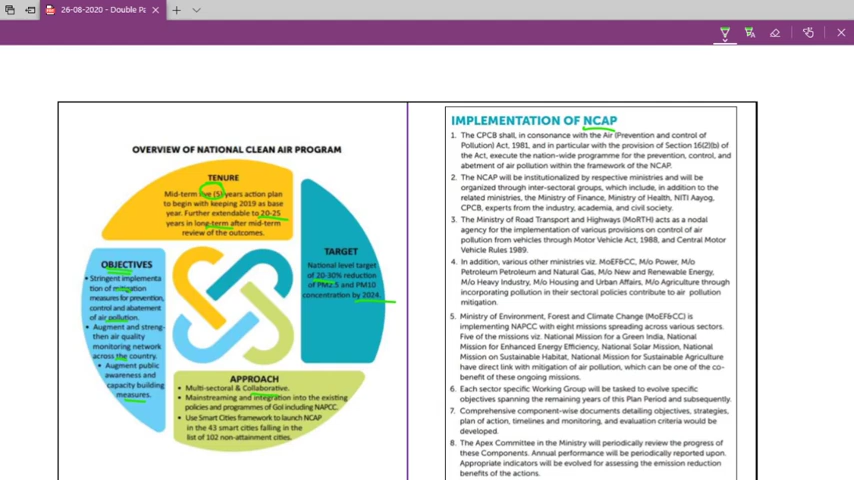 26-08-2020 - Double Pa
OVERVIEW OF NATIONAL CLEAN AIR PROGRAM
TENURE
Mid-term five (5) years action plan
to begin with keeping 2019 as base
year. Further extendable to 20-25
years in long-term after mid-term
review of the outcomes.
TARGET
National level target
of 20-30% reduction
of PM2.5 and PM10
concentration by 2024.
OBJECTIVES
• Stringent implementa
tion of mitigation
measures for prevention,
control and abatement
of air pollution.
• Augment and streng-
then air quality
monitoring network
across the country.
• Augment public
awareness and
capacity building
measures.
APPROACH
• Multi-sectoral & Collaborative.
• Mainstreaming and integration into the existing
policies and programmes of GoI including NAPCC.
• Use Smart Cities framework to launch NCAP
in the 43 smart cities falling in the
list of 102 non-attainment cities.
IMPLEMENTATION OF NCAP
1. The CPCB shall, in consonance with the Air (Prevention and control of
Pollution) Act, 1981, and in particular with the provision of Section 16(2)(b) of
the Act, execute the nation-wide programme for the prevention, control, and
abetment of air pollution within the framework of the NCAP.
2. The NCAP will be institutionalized by respective ministries and will be
organized through inter-sectoral groups, which include, in addition to the
related ministries, the Ministry of Finance, Ministry of Health, NITI Aayog,
CPCB, experts from the industry, academia, and civil society.
3. The Ministry of Road Transport and Highways (MoRTH) acts as a nodal
agency for the implementation of various provisions on control of air
pollution from vehicles through Motor Vehicle Act, 1988, and Central Motor
Vehicle Rules 1989.
4. In addition, various other ministries viz. MoEF&CC, M/o Power, M/o
Petroleum Petroleum and Natural Gas, M/o New and Renewable Energy,
M/o Heavy Industry, M/o Housing and Urban Affairs, M/o Agriculture through
incorporating pollution in their sectoral policies contribute to air pollution
mitigation.
5. Ministry of Environment, Forest and Climate Change (MoEF&CC) is
implementing NAPCC with eight missions spreading across various sectors.
Five of the missions viz. National Mission for a Green India, National
Mission for Enhanced Energy Efficiency, National Solar Mission, National
Mission on Sustainable Habitat, National Mission for Sustainable Agriculture
have direct link with mitigation of air pollution, which can be one of the co-
benefit of these ongoing missions.
6. Each sector specific Working Group will be tasked to evolve specific
objectives spanning the remaining years of this Plan Period and subsequently.
7. Comprehensive component-wise documents detailing objectives, strategies,
plan of action, timelines and monitoring, and evaluation criteria would be
developed.
8. The Apex Committee in the Ministry will periodically review the progress of
these Components. Annual performance will be periodically reported upon.
Appropriate indicators will be evolved for assessing the emission reduction
benefits of the actions.